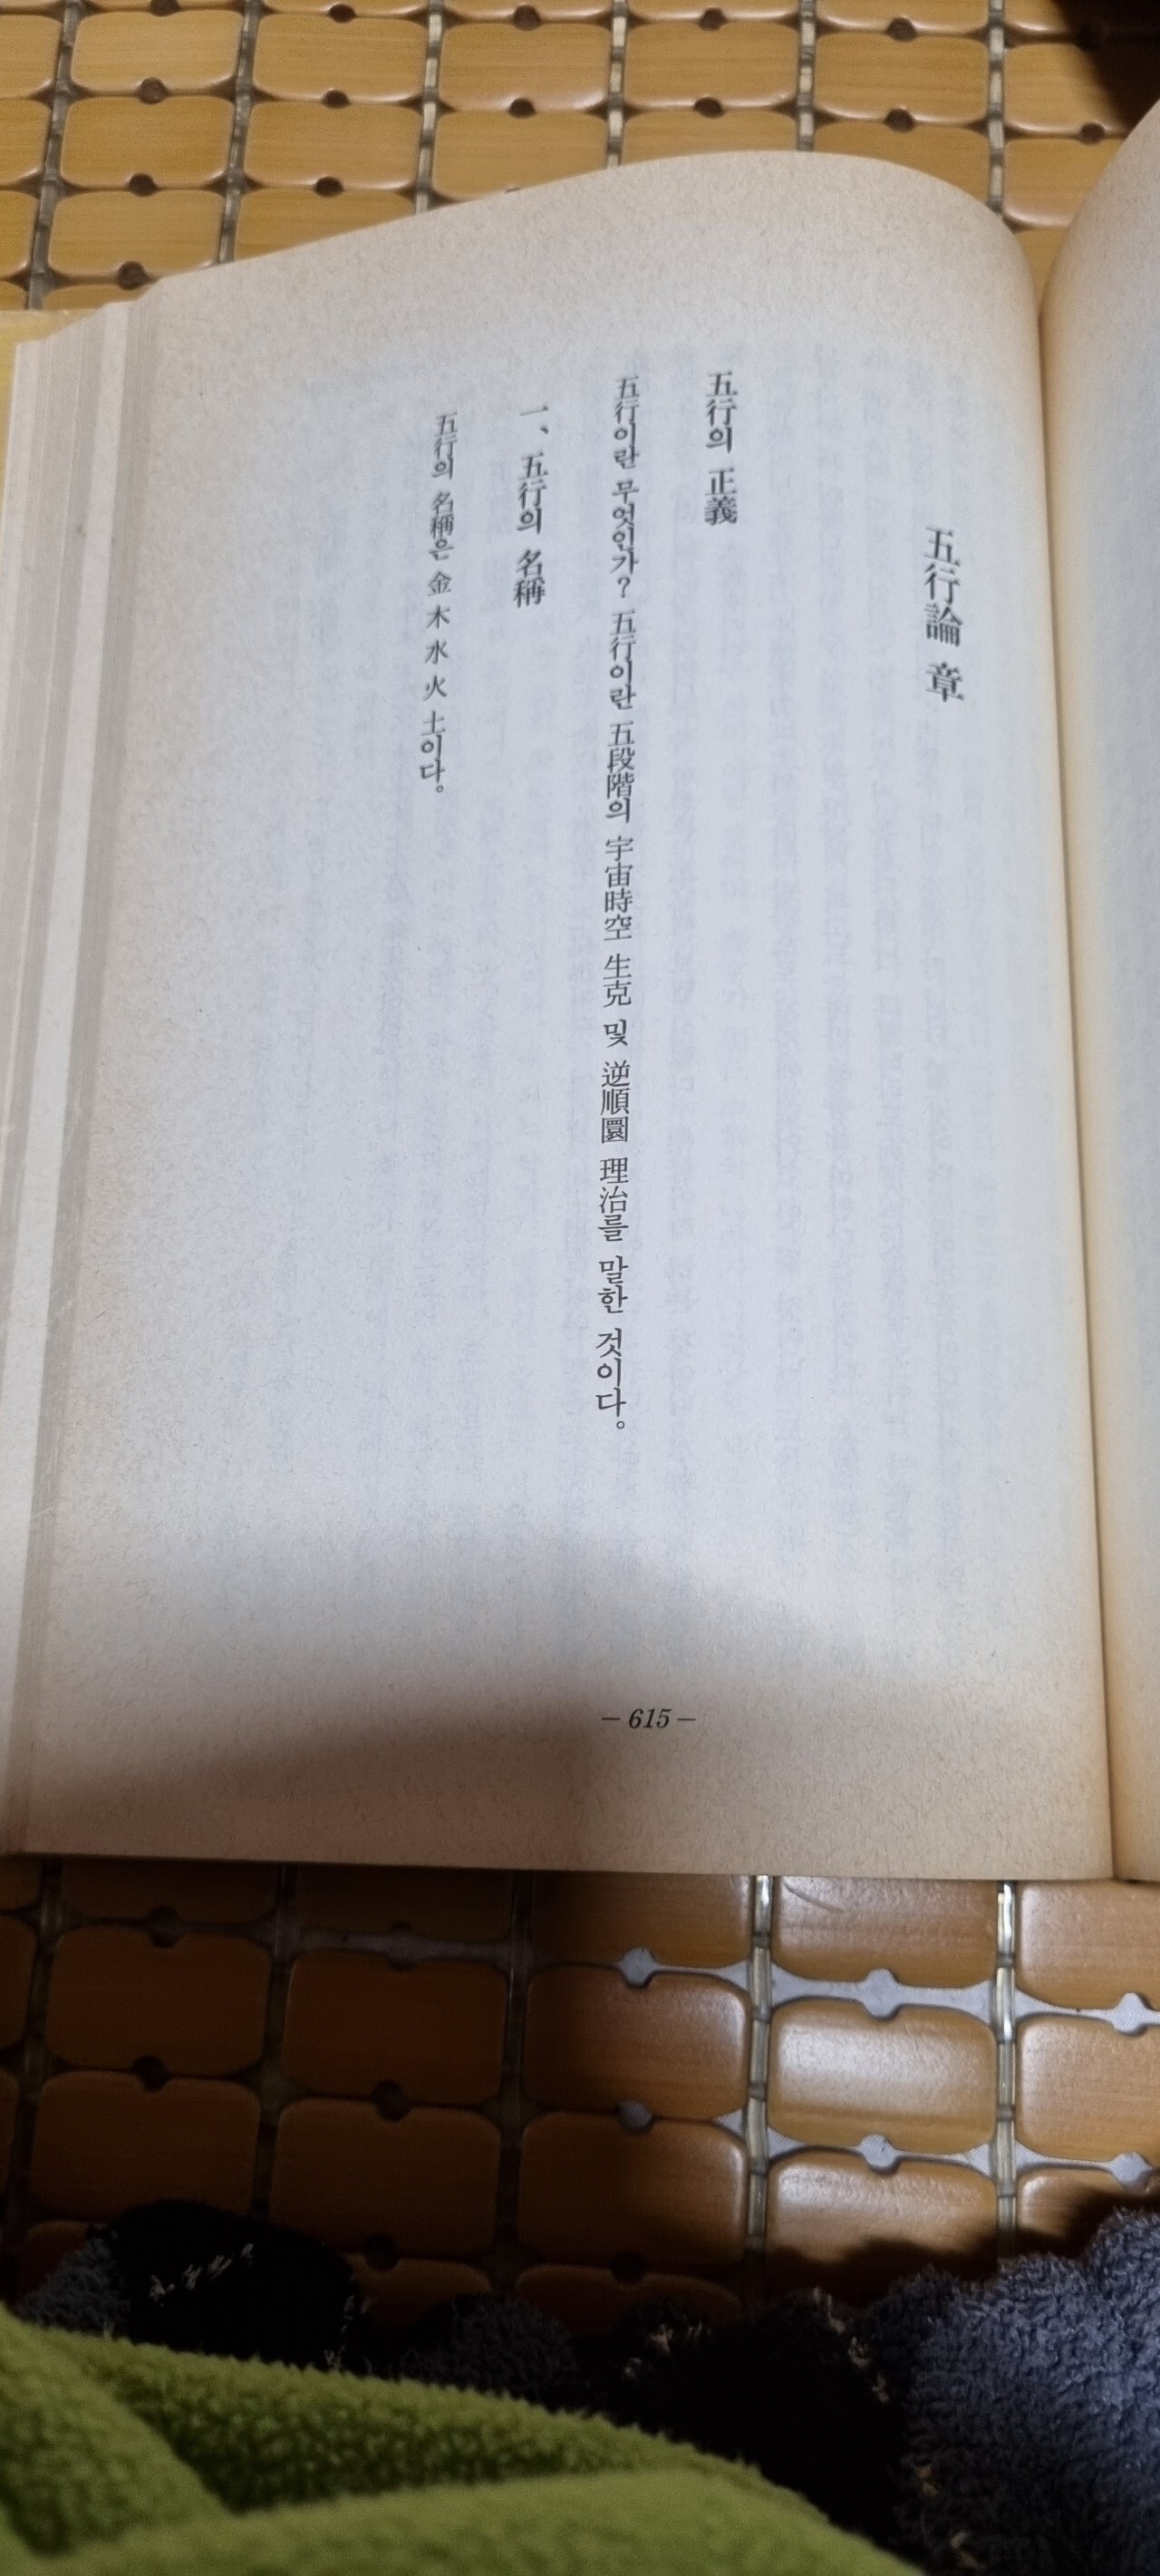 五行論 章
五行의 正義
五行이란 무엇인가? 五行이란 五段階의 宇宙時空 生克 및 逆順圜 理治를 말한 것이다。
一、五行의 名稱
五行의 名稱은 金 木 水 火 土이다。
— 615 —